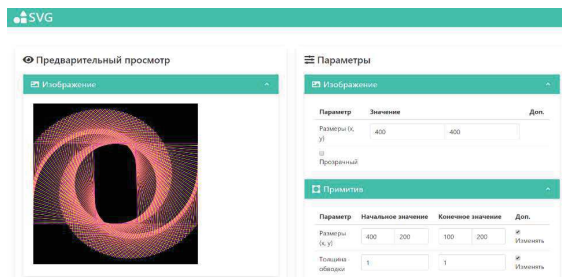 SVG
Предварительный просмотр
Изображение
Параметры
Изображение
Параметр Значение Доп.
Размеры (x, y) 400 400
Прозрачный
Примитив
Параметр Начальное значение Конечное значение Доп.
Размеры (x, y) 400 200 100 200 Изменять
Толщина обводки 1 1 Изменять